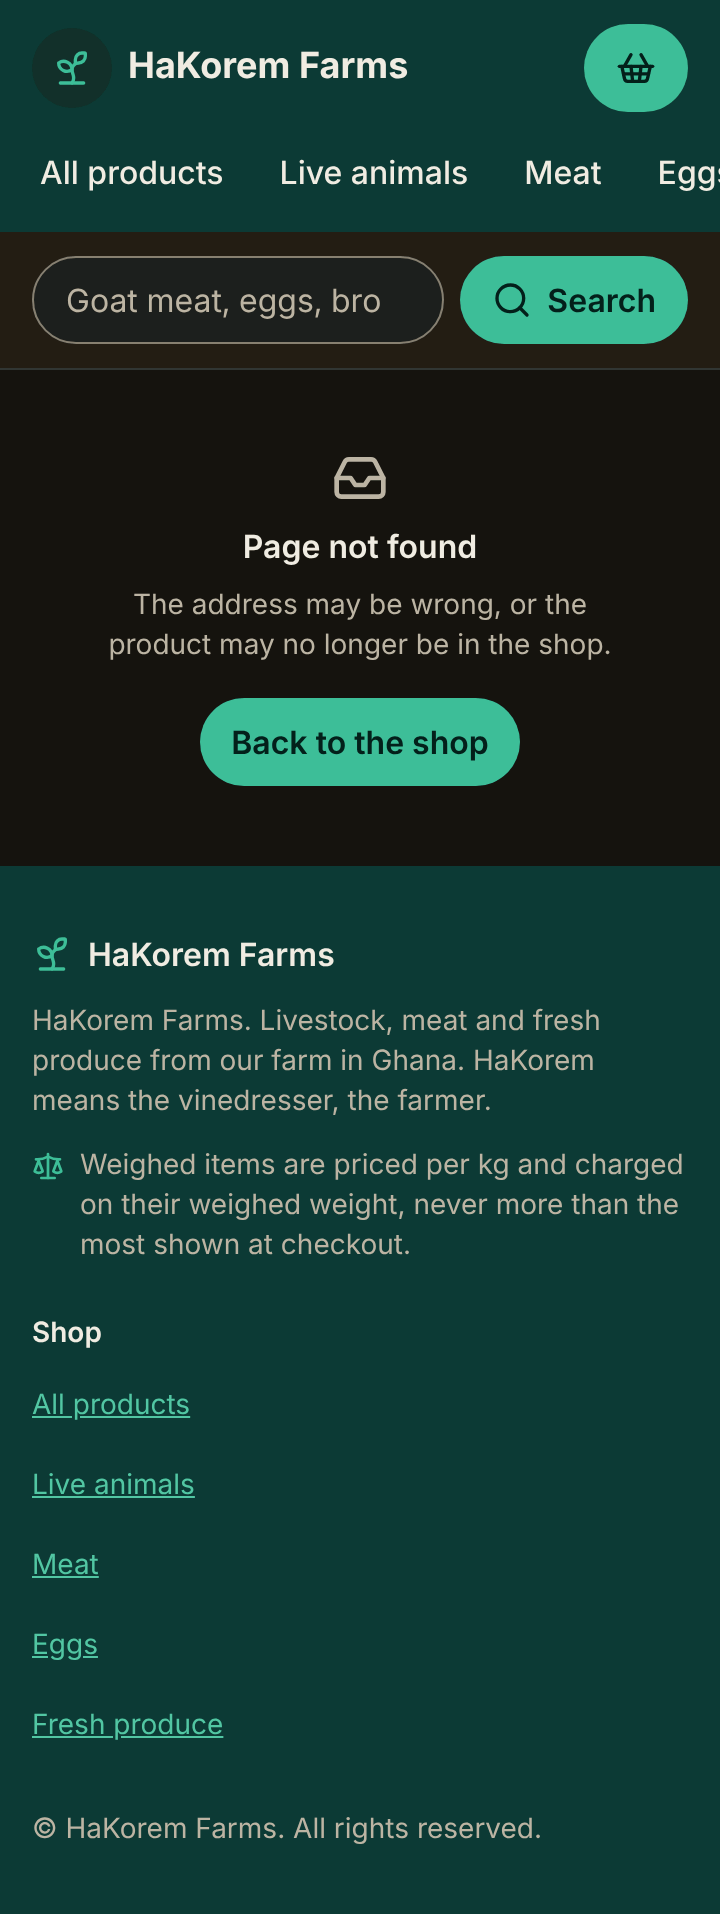 HaKorem Farms
All products Live animals Meat Eggs
Goat meat, eggs, bro
Search
Page not found
The address may be wrong, or the
product may no longer be in the shop.
Back to the shop
HaKorem Farms
HaKorem Farms. Livestock, meat and fresh
produce from our farm in Ghana. HaKorem
means the vinedresser, the farmer.
Weighed items are priced per kg and charged
on their weighed weight, never more than the
most shown at checkout.
Shop
All products
Live animals
Meat
Eggs
Fresh produce
© HaKorem Farms. All rights reserved.